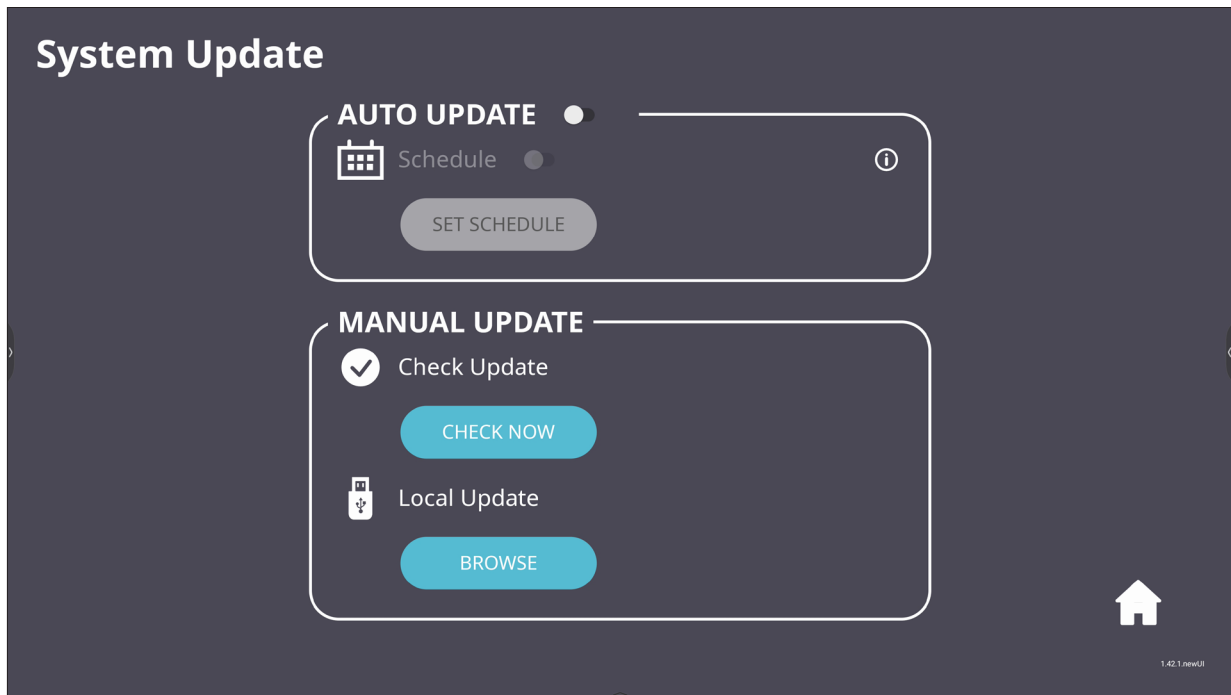 System Update
AUTO UPDATE
Schedule
SET SCHEDULE
MANUAL UPDATE
Check Update
CHECK NOW
Local Update
BROWSE
1.42.1.newUI